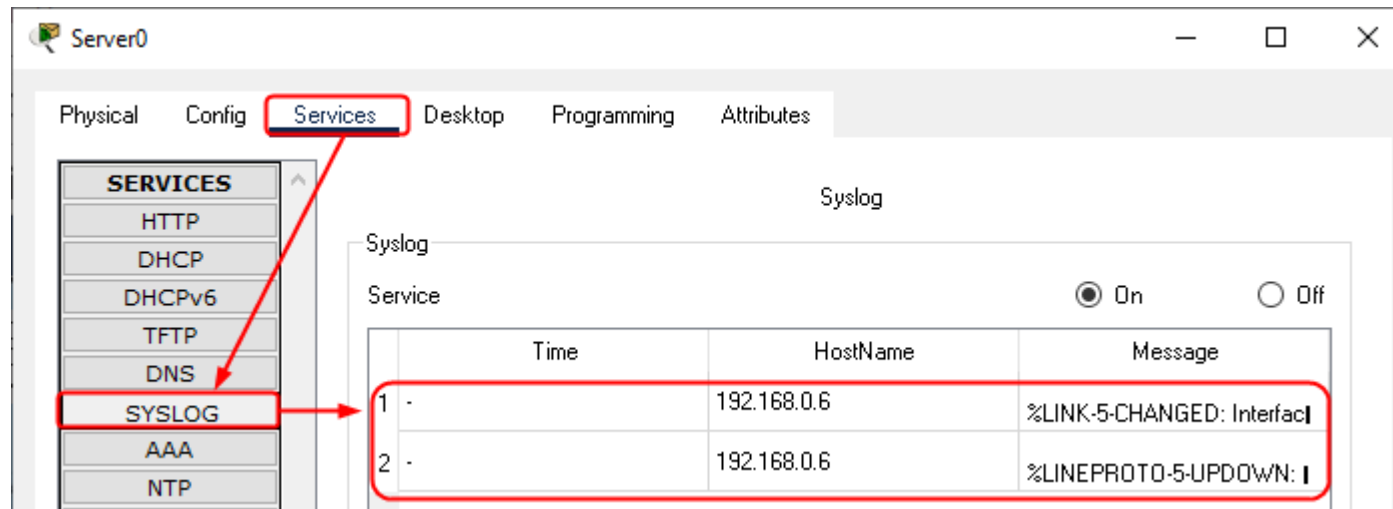 Server0
Physical Config Services Desktop Programming Attributes
SERVICES
HTTP
DHCP
DHCPv6
TFTP
DNS
SYSLOG
AAA
NTP
Syslog
Syslog
Service On Off
Time HostName Message
1 - 192.168.0.6 %LINK-5-CHANGED: Interfac
2 - 192.168.0.6 %LINEPROTO-5-UPDOWN: